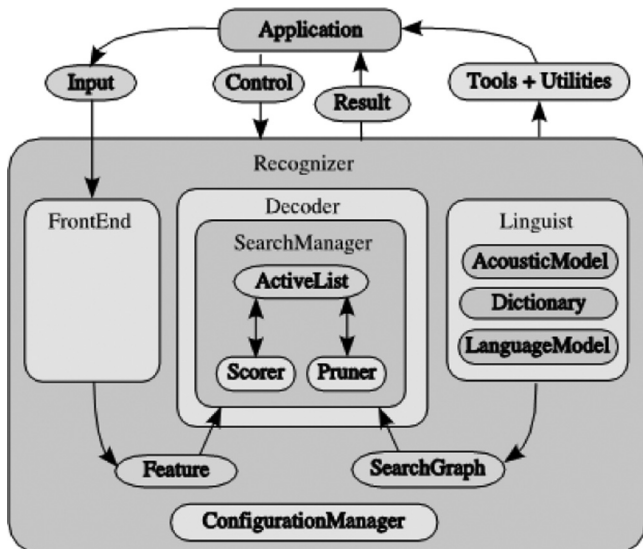 Application
Input
Control
Result
Tools + Utilities
Recognizer
FrontEnd
Decoder
SearchManager
ActiveList
Scorer
Pruner
Linguist
AcousticModel
Dictionary
LanguageModel
Feature
SearchGraph
ConfigurationManager